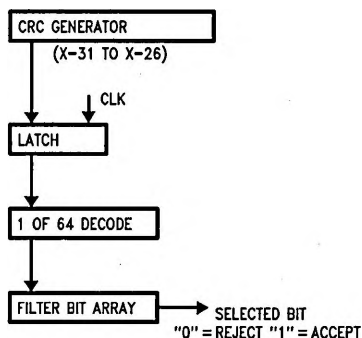 CRC GENERATOR
(X-31 TO X-26)
CLK
LATCH
1 OF 64 DECODE
FILTER BIT ARRAY
SELECTED BIT
"0" = REJECT "1" = ACCEPT